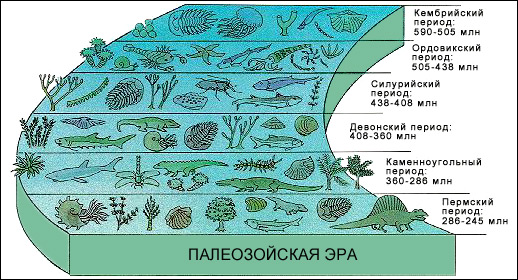 Кембрийский
период:
590-505 млн
Ордовикский
период:
505-438 млн
Силурийский
период:
438-408 млн
Девонский период:
408-360 млн
Каменноугольный
период:
360-286 млн
Пермский
период:
286-245 млн
ПАЛЕОЗОЙСКАЯ ЭРА